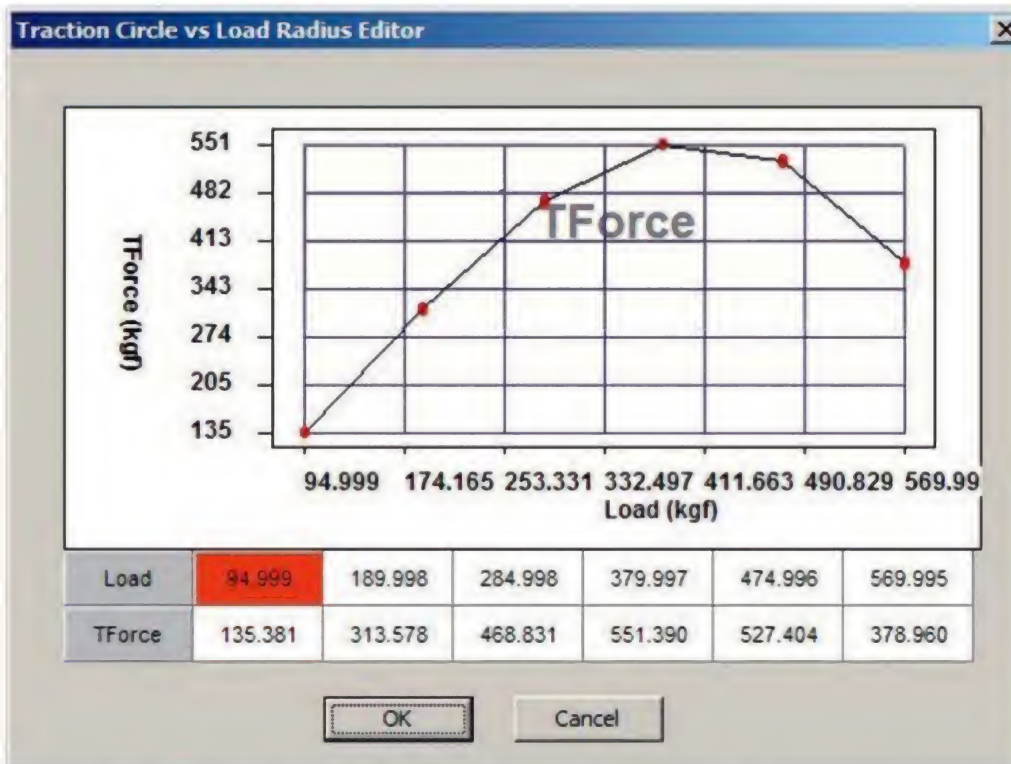 Traction Circle vs Load Radius Editor
551
482
413
343
274
205
135
TForce (kgf)
TForce
94.999 174.165 253.331 332.497 411.663 490.829 569.99
Load (kgf)
Load 94.999 189.998 284.998 379.997 474.996 569.995
TForce 135.381 313.578 468.831 551.390 527.404 378.960
OK Cancel